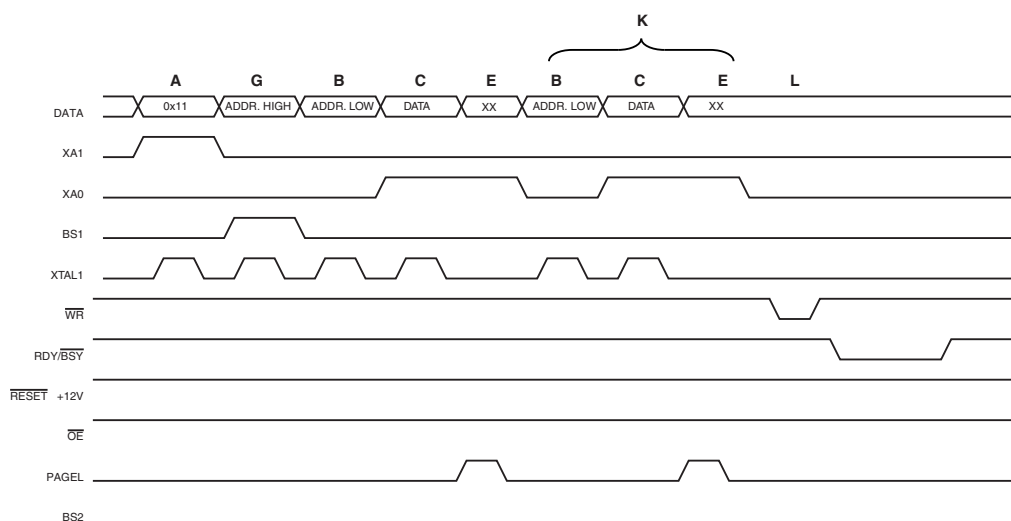 K
A G B C E B C E L
DATA 0x11 ADDR. HIGH ADDR. LOW DATA XX ADDR. LOW DATA XX
XA1
XA0
BS1
XTAL1
WR
RDY/BSY
RESET +12V
OE
PAGEL
BS2